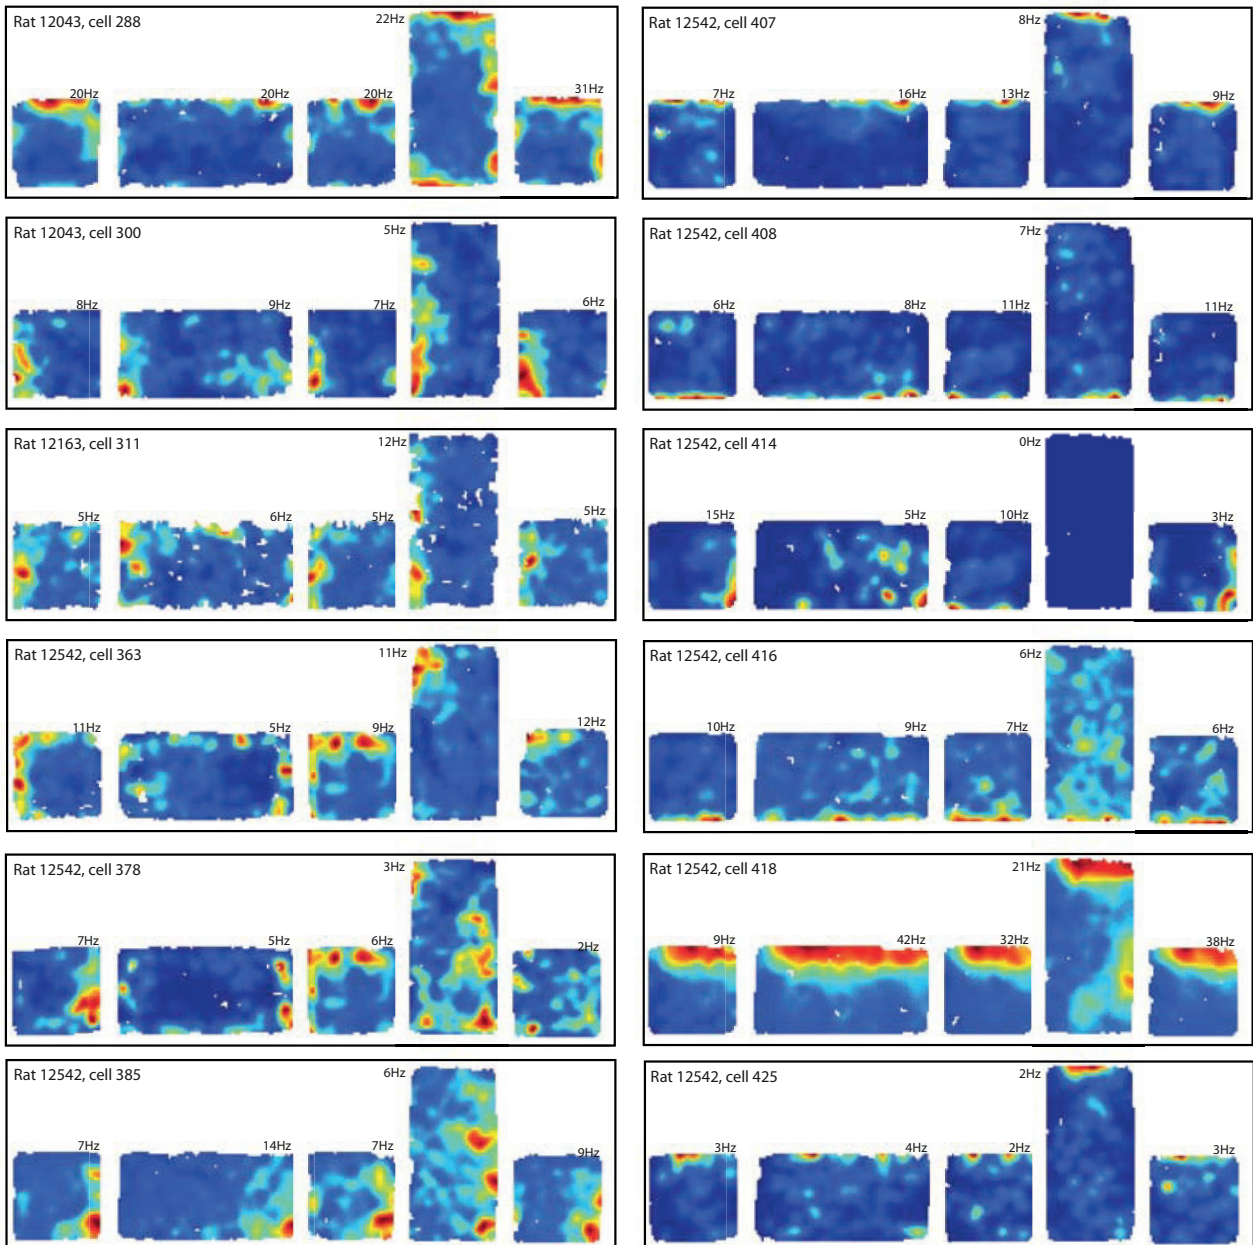 Rat 12043, cell 288
22Hz
20Hz
20Hz
20Hz
31Hz
Rat 12043, cell 300
5Hz
8Hz
9Hz
7Hz
6Hz
Rat 12163, cell 311
12Hz
5Hz
6Hz
5Hz
5Hz
Rat 12542, cell 363
11Hz
11Hz
5Hz
9Hz
12Hz
Rat 12542, cell 378
3Hz
7Hz
5Hz
6Hz
2Hz
Rat 12542, cell 385
6Hz
7Hz
14Hz
7Hz
9Hz
Rat 12542, cell 407
8Hz
7Hz
16Hz
13Hz
9Hz
Rat 12542, cell 408
7Hz
6Hz
8Hz
11Hz
11Hz
Rat 12542, cell 414
0Hz
15Hz
5Hz
10Hz
3Hz
Rat 12542, cell 416
6Hz
10Hz
9Hz
7Hz
6Hz
Rat 12542, cell 418
21Hz
9Hz
42Hz
32Hz
38Hz
Rat 12542, cell 425
2Hz
3Hz
4Hz
2Hz
3Hz